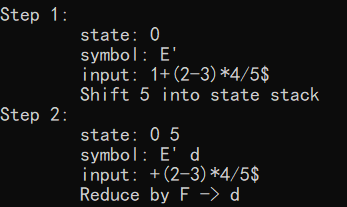 Step 1:
state: 0
symbol: E'
input: 1+(2-3)*4/5$
Shift 5 into state stack
Step 2:
state: 0 5
symbol: E' d
input: +(2-3)*4/5$
Reduce by F -> d